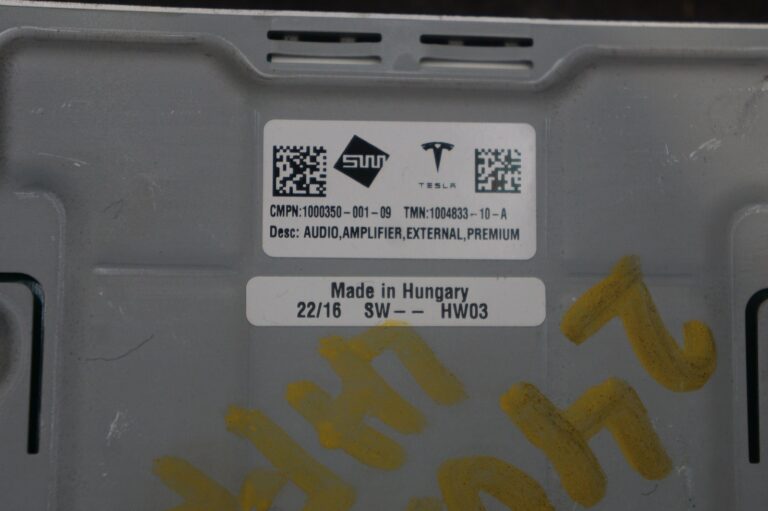 SWM
TESLA
CMPN:1000350-001-09 TMN:1004833-10-A
Desc: AUDIO,AMPLIFIER,EXTERNAL,PREMIUM
Made in Hungary
22/16 SW-- HW03